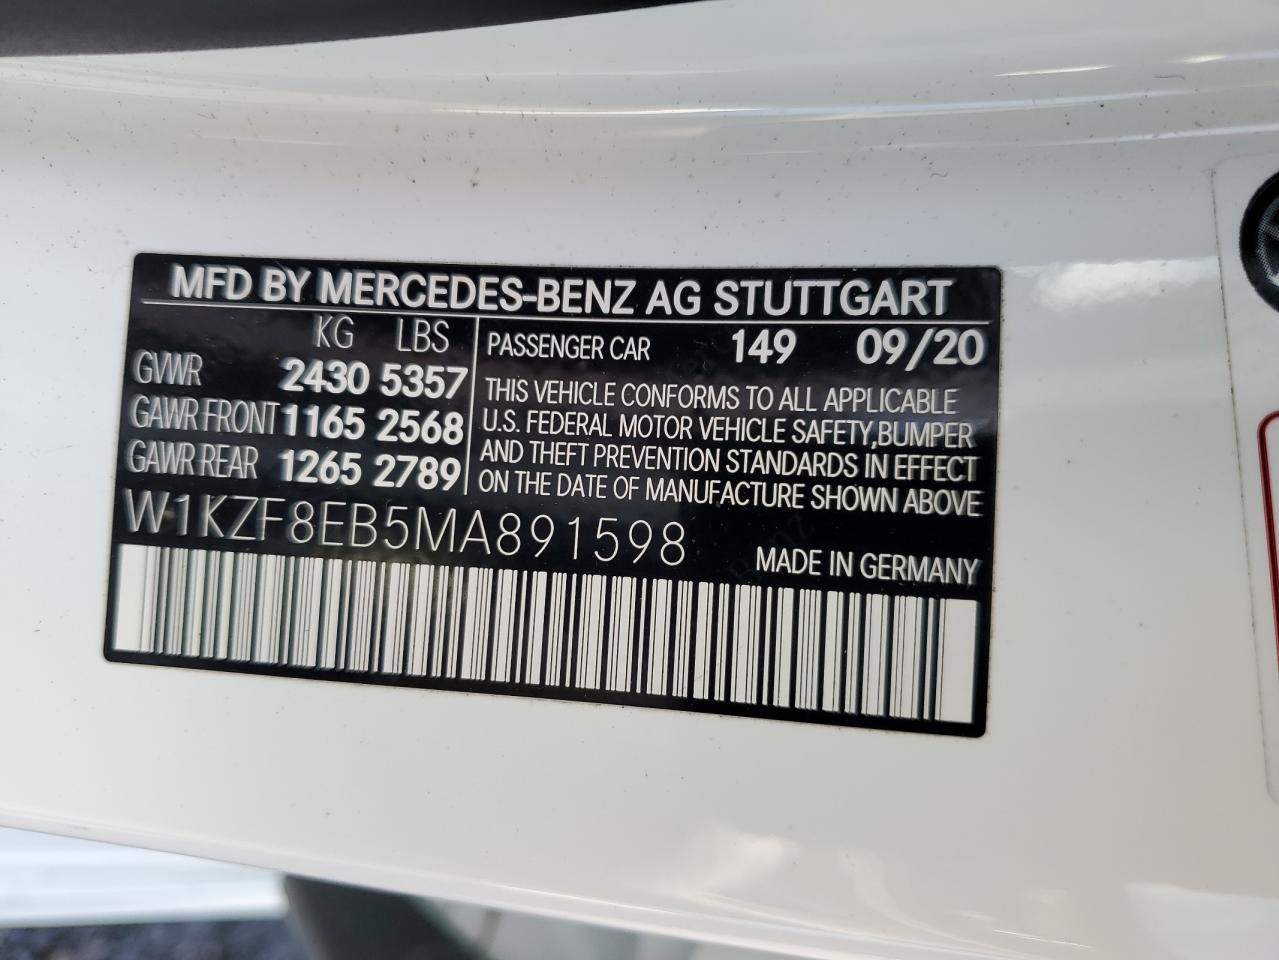 MFD BY MERCEDES-BENZ AG STUTTGART
KG LBS
GVWR 2430 5357
GAWR FRONT 1165 2568
GAWR REAR 1265 2789
PASSENGER CAR 149 09/20
THIS VEHICLE CONFORMS TO ALL APPLICABLE
U.S. FEDERAL MOTOR VEHICLE SAFETY, BUMPER
AND THEFT PREVENTION STANDARDS IN EFFECT
ON THE DATE OF MANUFACTURE SHOWN ABOVE
W1KZF8EB5MA891598
MADE IN GERMANY